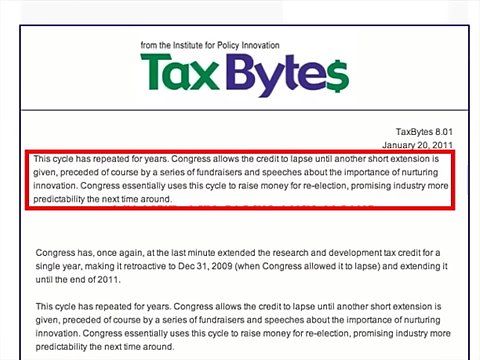 from the Institute for Policy Innovation
TaxByte$
TaxBytes 8.01
January 20, 2011
This cycle has repeated for years. Congress allows the credit to lapse until another short extension is
given, preceded of course by a series of fundraisers and speeches about the importance of nurturing
innovation. Congress essentially uses this cycle to raise money for re-election, promising industry more
predictability the next time around.
Congress has, once again, at the last minute extended the research and development tax credit for a
single year, making it retroactive to Dec 31, 2009 (when Congress allowed it to lapse) and extending it
until the end of 2011.
This cycle has repeated for years. Congress allows the credit to lapse until another short extension is
given, preceded of course by a series of fundraisers and speeches about the importance of nurturing
innovation. Congress essentially uses this cycle to raise money for re-election, promising industry more
predictability the next time around.